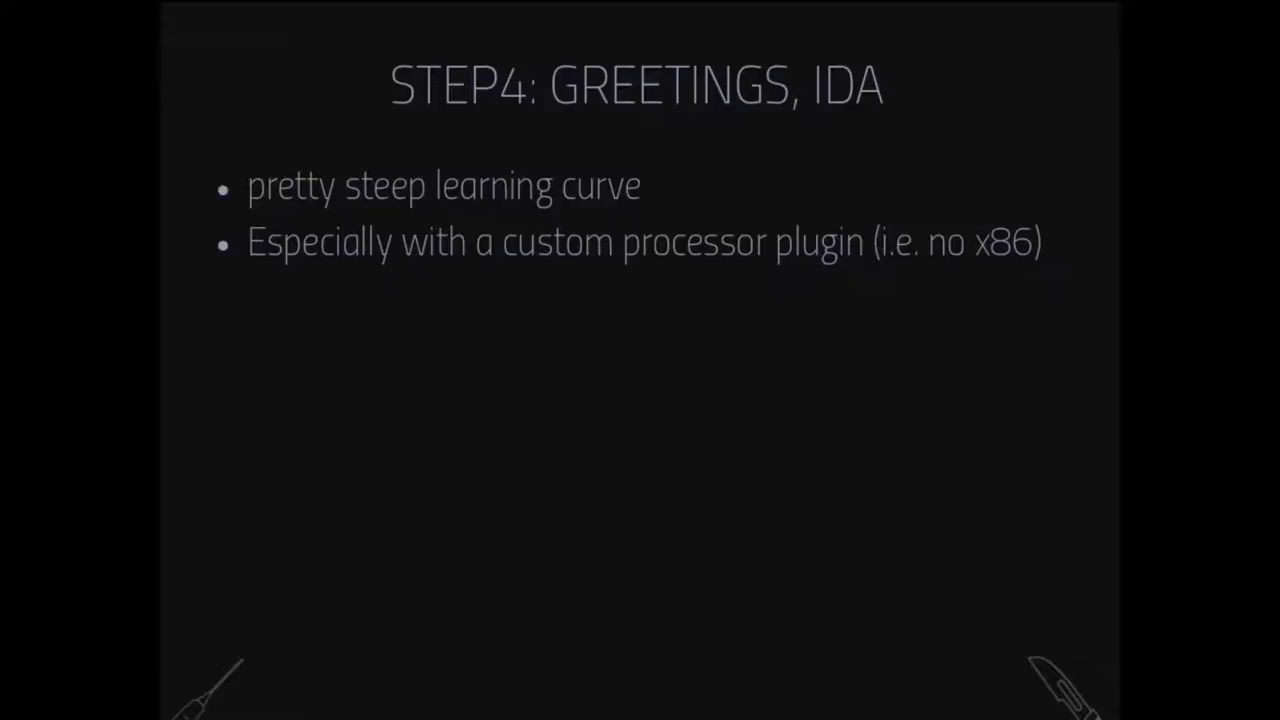 STEP4: GREETINGS, IDA
pretty steep learning curve
Especially with a custom processor plugin (i.e. no x86)